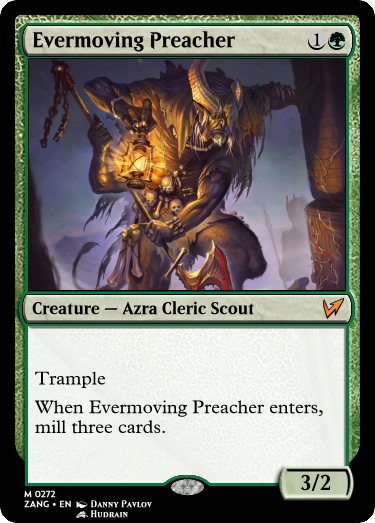 Evermoving Preacher 1
Creature — Azra Cleric Scout
Trample
When Evermoving Preacher enters,
mill three cards.
3/2
M 0272
ZANG • EN Danny Pavlov
Hudrain